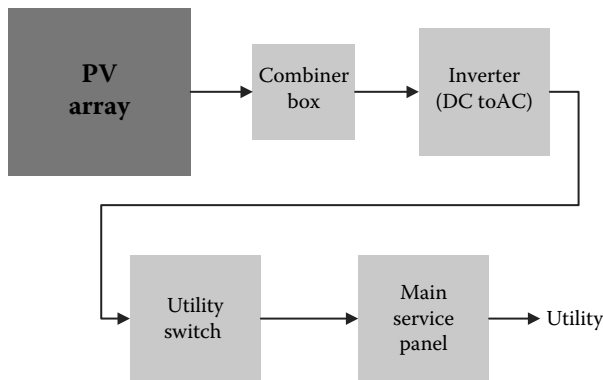 PV
array
Combiner
box
Inverter
(DC toAC)
Utility
switch
Main
service
panel
Utility